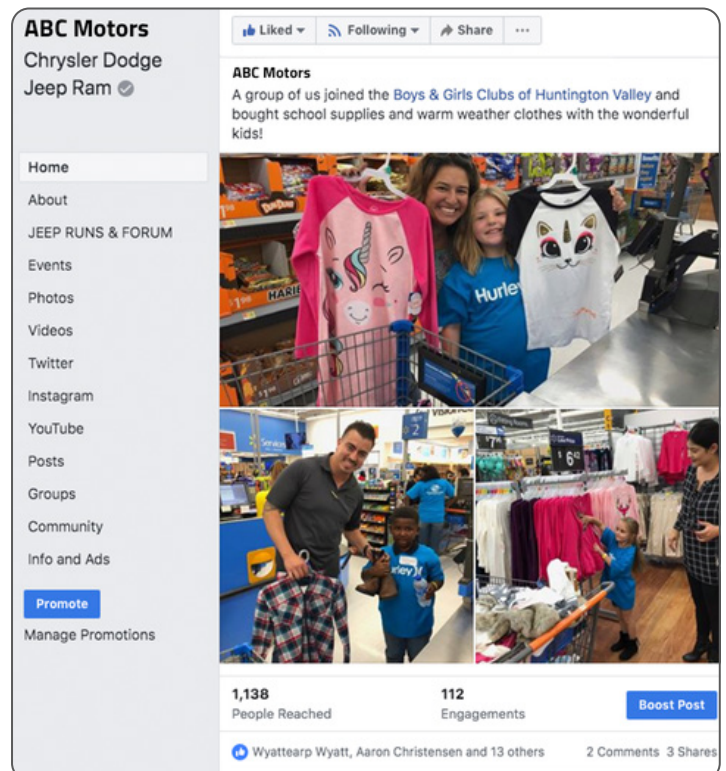 ABC Motors
Chrysler Dodge
Jeep Ram
Home
About
JEEP RUNS & FORUM
Events
Photos
Videos
Twitter
Instagram
YouTube
Posts
Groups
Community
Info and Ads
Promote
Manage Promotions
Liked
Following
Share
ABC Motors
A group of us joined the Boys & Girls Clubs of Huntington Valley and
bought school supplies and warm weather clothes with the wonderful
kids!
Hurley
Services
2
1,138
People Reached
112
Engagements
Boost Post
Wyattearp Wyatt, Aaron Christensen and 13 others
2 Comments 3 Shares